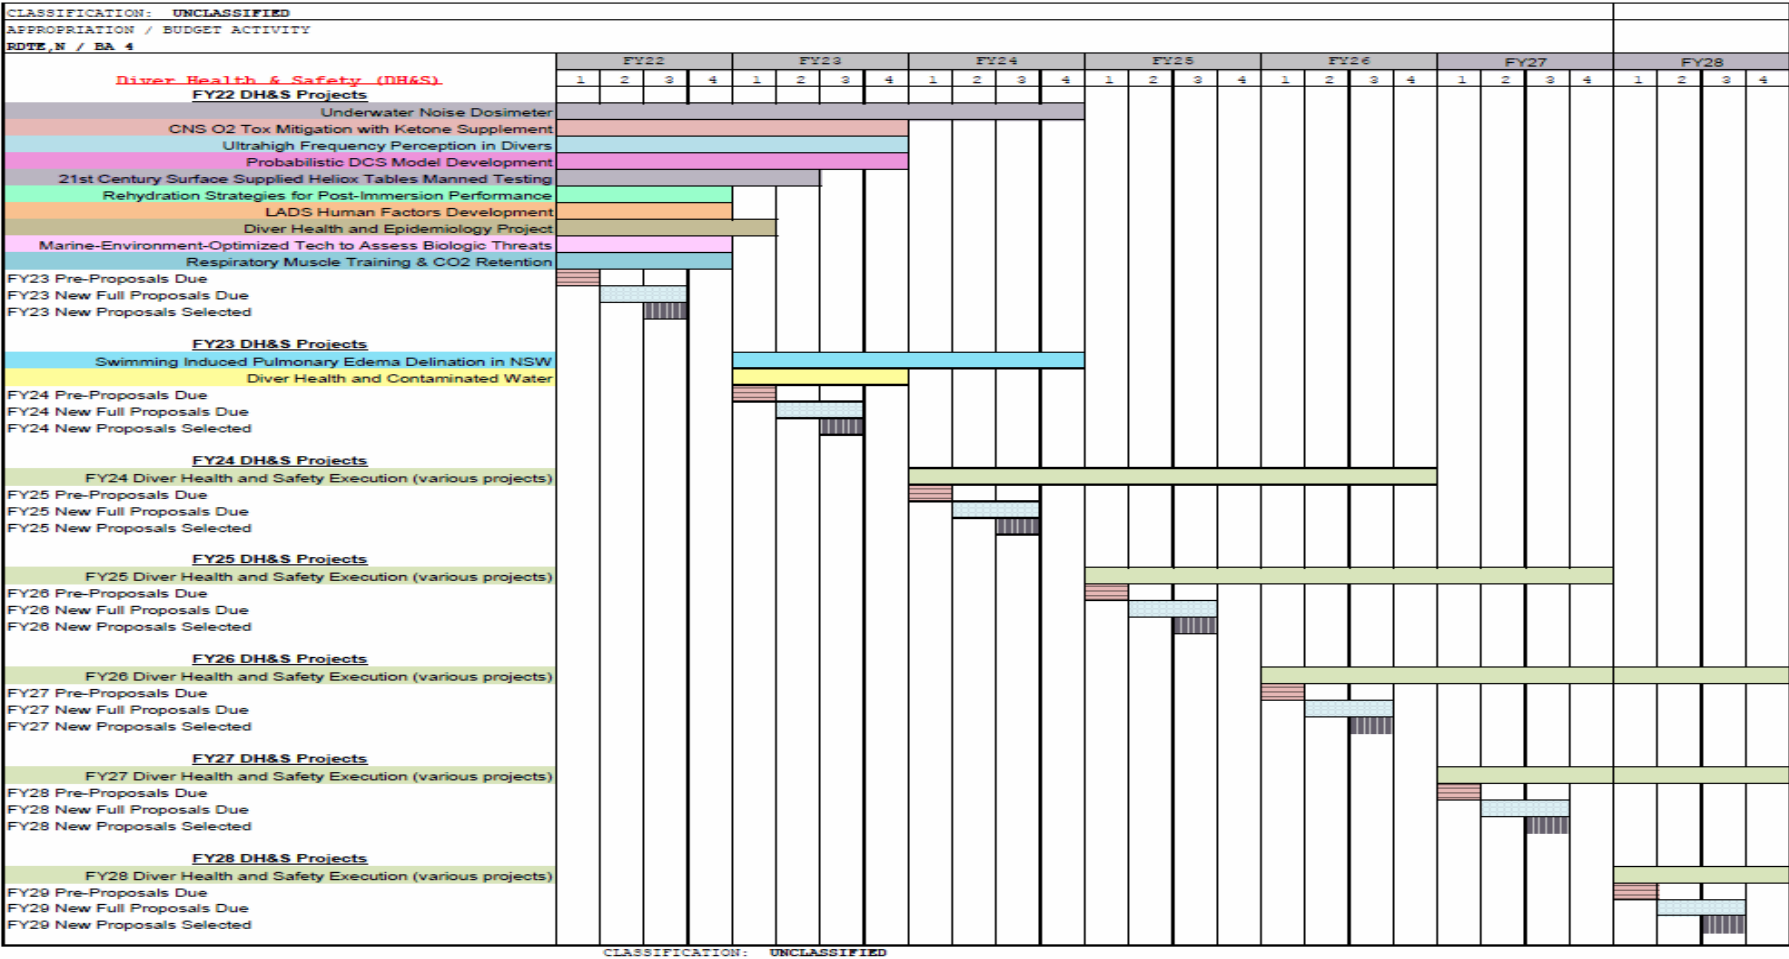 CLASSIFICATION: UNCLASSIFIED
APPROPRIATION / BUDGET ACTIVITY
RDTE,N / BA 4
FY22 FY23 FY24 FY25 FY26 FY27 FY28
Diver Health & Safety (DH&S) 1 2 3 4 1 2 3 4 1 2 3 4 1 2 3 4 1 2 3 4 1 2 3 4 1 2 3 4
FY22 DH&S Projects
Underwater Noise Dosimeter
CNS O2 Tox Mitigation with Ketone Supplement
Ultrahigh Frequency Perception in Divers
Probabilistic DCS Model Development
21st Century Surface Supplied Heliox Tables Manned Testing
Rehydration Strategies for Post-Immersion Performance
LADS Human Factors Development
Diver Health and Epidemiology Project
Marine-Environment-Optimized Tech to Assess Biologic Threats
Respiratory Muscle Training & CO2 Retention
FY23 Pre-Proposals Due
FY23 New Full Proposals Due
FY23 New Proposals Selected
FY23 DH&S Projects
Swimming Induced Pulmonary Edema Delination in NSW
Diver Health and Contaminated Water
FY24 Pre-Proposals Due
FY24 New Full Proposals Due
FY24 New Proposals Selected
FY24 DH&S Projects
FY24 Diver Health and Safety Execution (various projects)
FY25 Pre-Proposals Due
FY25 New Full Proposals Due
FY25 New Proposals Selected
FY25 DH&S Projects
FY25 Diver Health and Safety Execution (various projects)
FY26 Pre-Proposals Due
FY26 New Full Proposals Due
FY26 New Proposals Selected
FY26 DH&S Projects
FY26 Diver Health and Safety Execution (various projects)
FY27 Pre-Proposals Due
FY27 New Full Proposals Due
FY27 New Proposals Selected
FY27 DH&S Projects
FY27 Diver Health and Safety Execution (various projects)
FY28 Pre-Proposals Due
FY28 New Full Proposals Due
FY28 New Proposals Selected
FY28 DH&S Projects
FY28 Diver Health and Safety Execution (various projects)
FY29 Pre-Proposals Due
FY29 New Full Proposals Due
FY29 New Proposals Selected
CLASSIFICATION: UNCLASSIFIED